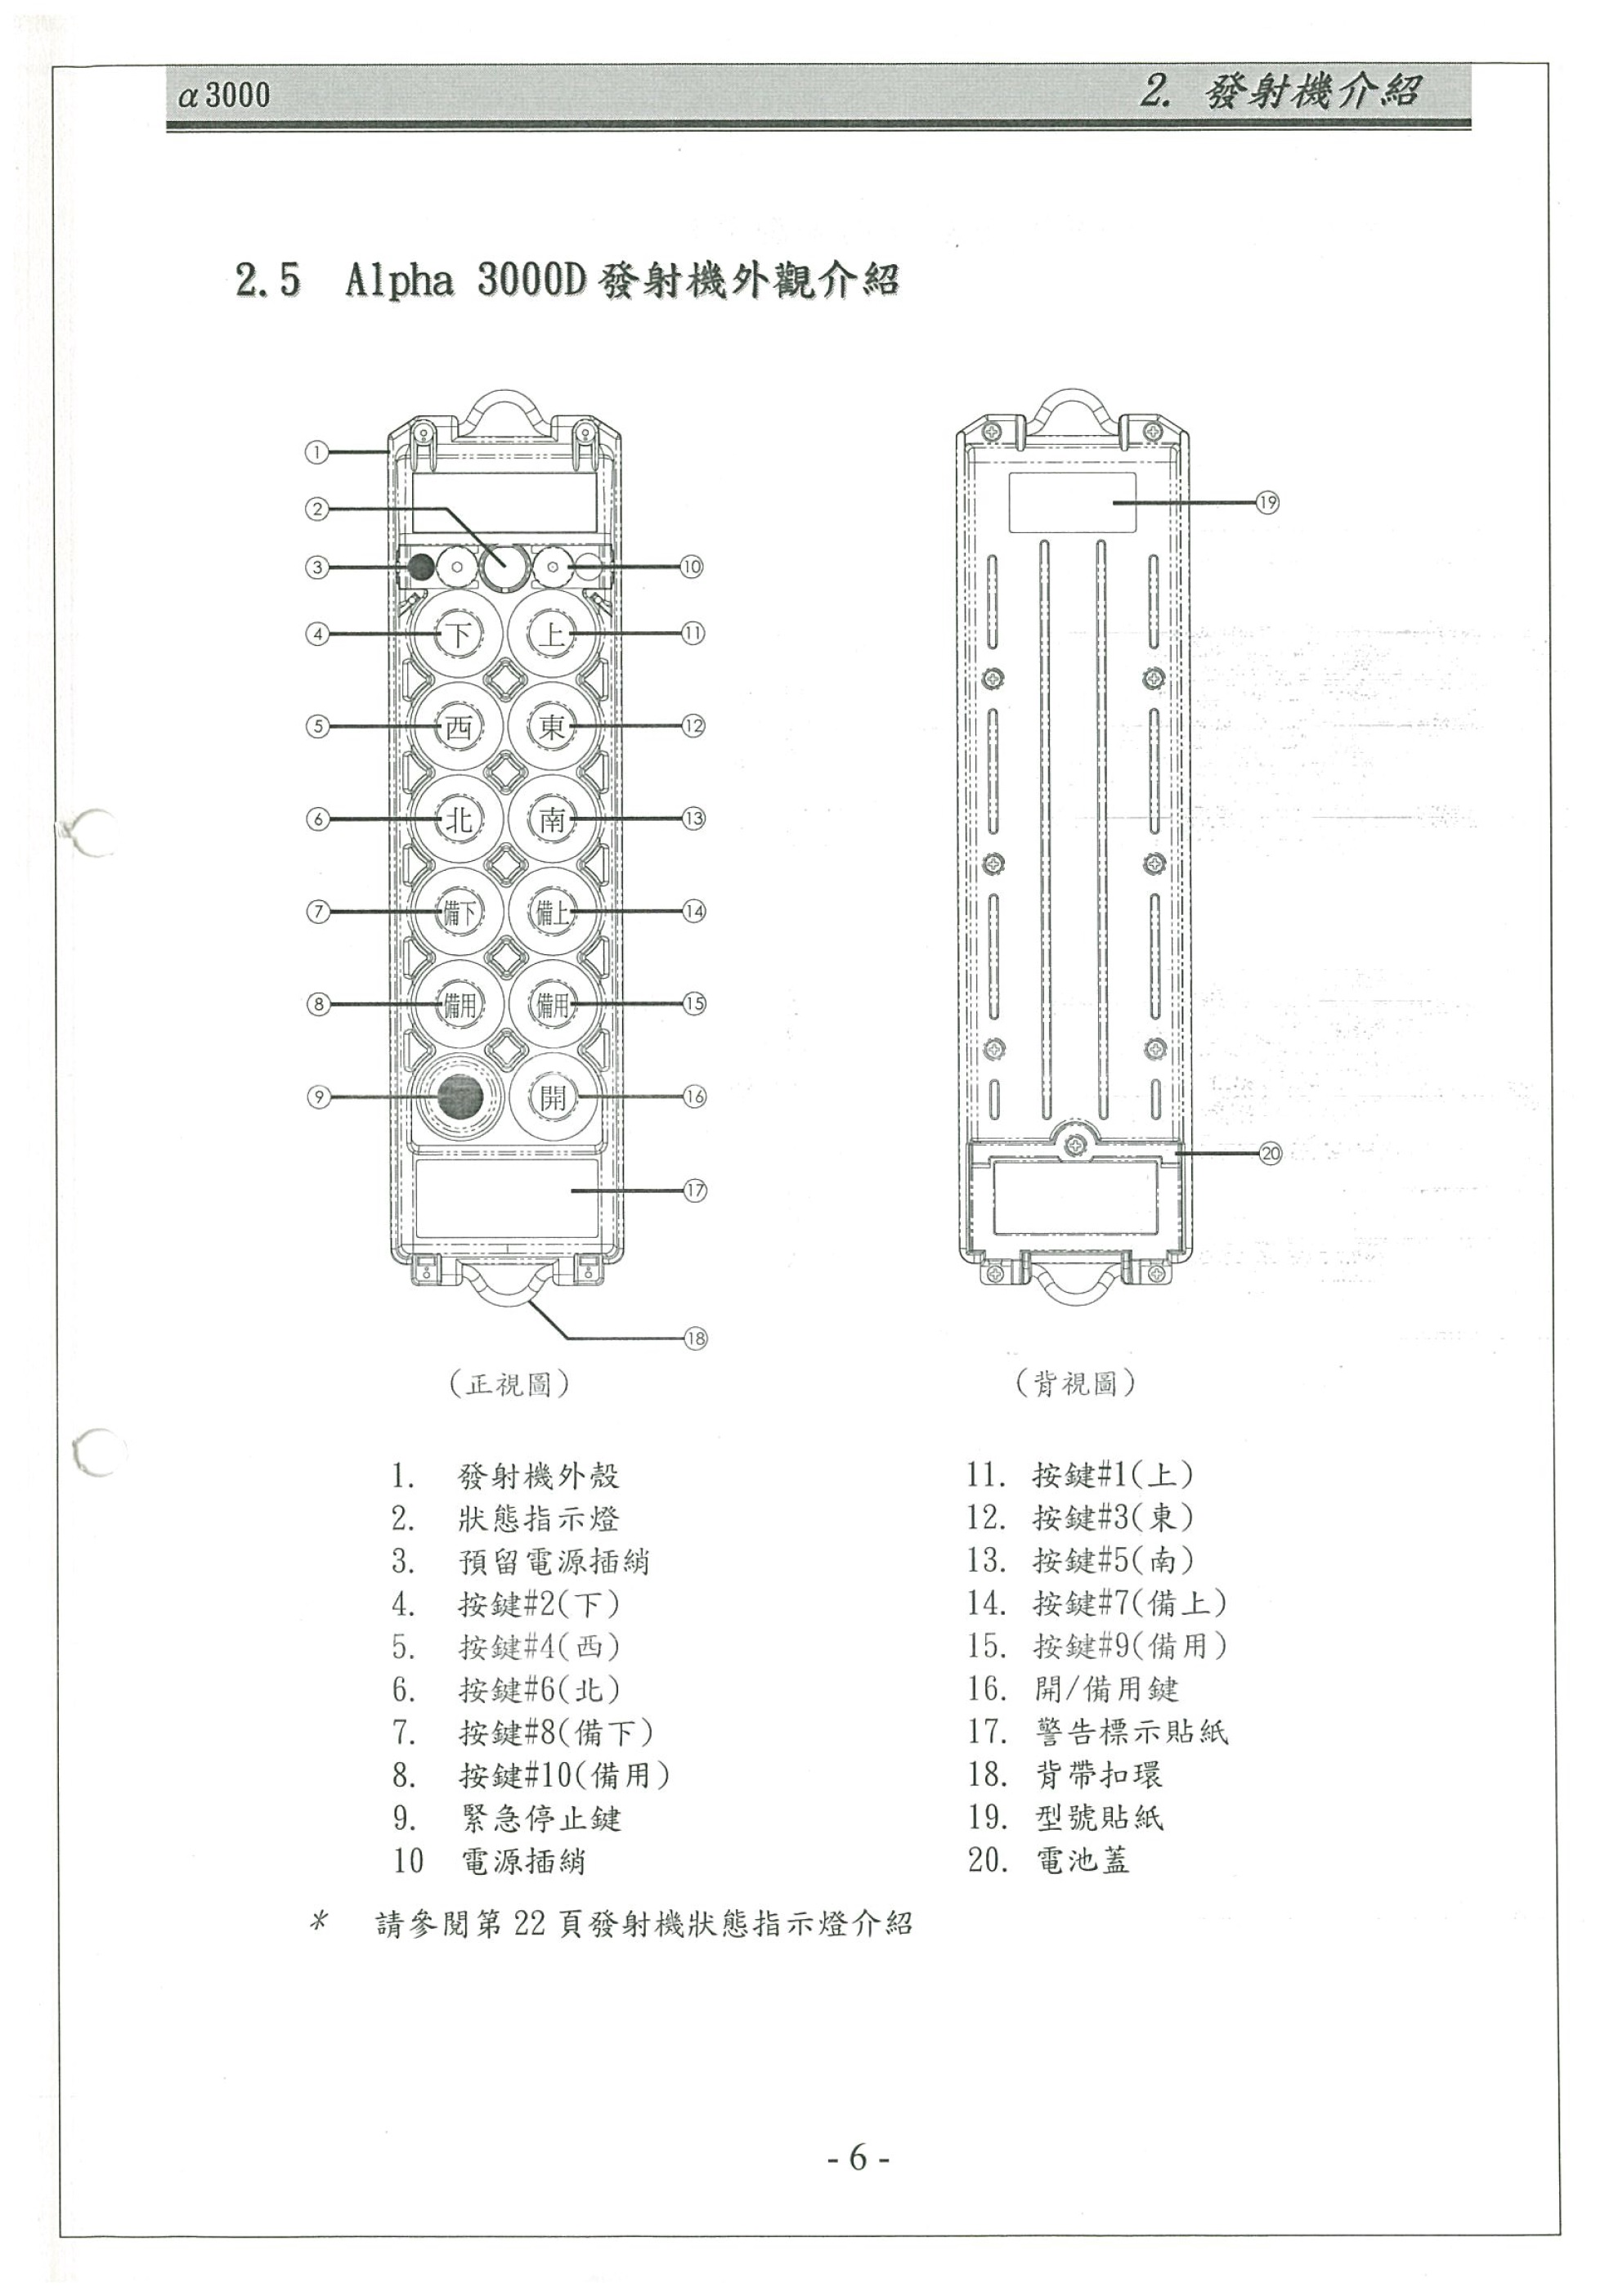 α3000
2. 發射機介紹
2.5 Alpha 3000D發射機外觀介紹
①
②
③
④
⑤
⑥
⑦
⑧
⑨
⑩
⑪
⑫
⑬
⑭
⑮
⑯
⑰
⑱
⑲
⑳
下 上
西 東
北 南
備下 備上
備用 備用
開
(正視圖)
(背視圖)
1. 發射機外殼
2. 狀態指示燈
3. 預留電源插綃
4. 按鍵#2(下)
5. 按鍵#4(西)
6. 按鍵#6(北)
7. 按鍵#8(備下)
8. 按鍵#10(備用)
9. 緊急停止鍵
10 電源插綃
11. 按鍵#1(上)
12. 按鍵#3(東)
13. 按鍵#5(南)
14. 按鍵#7(備上)
15. 按鍵#9(備用)
16. 開/備用鍵
17. 警告標示貼紙
18. 背帶扣環
19. 型號貼紙
20. 電池蓋
* 請參閱第 22 頁發射機狀態指示燈介紹
- 6 -